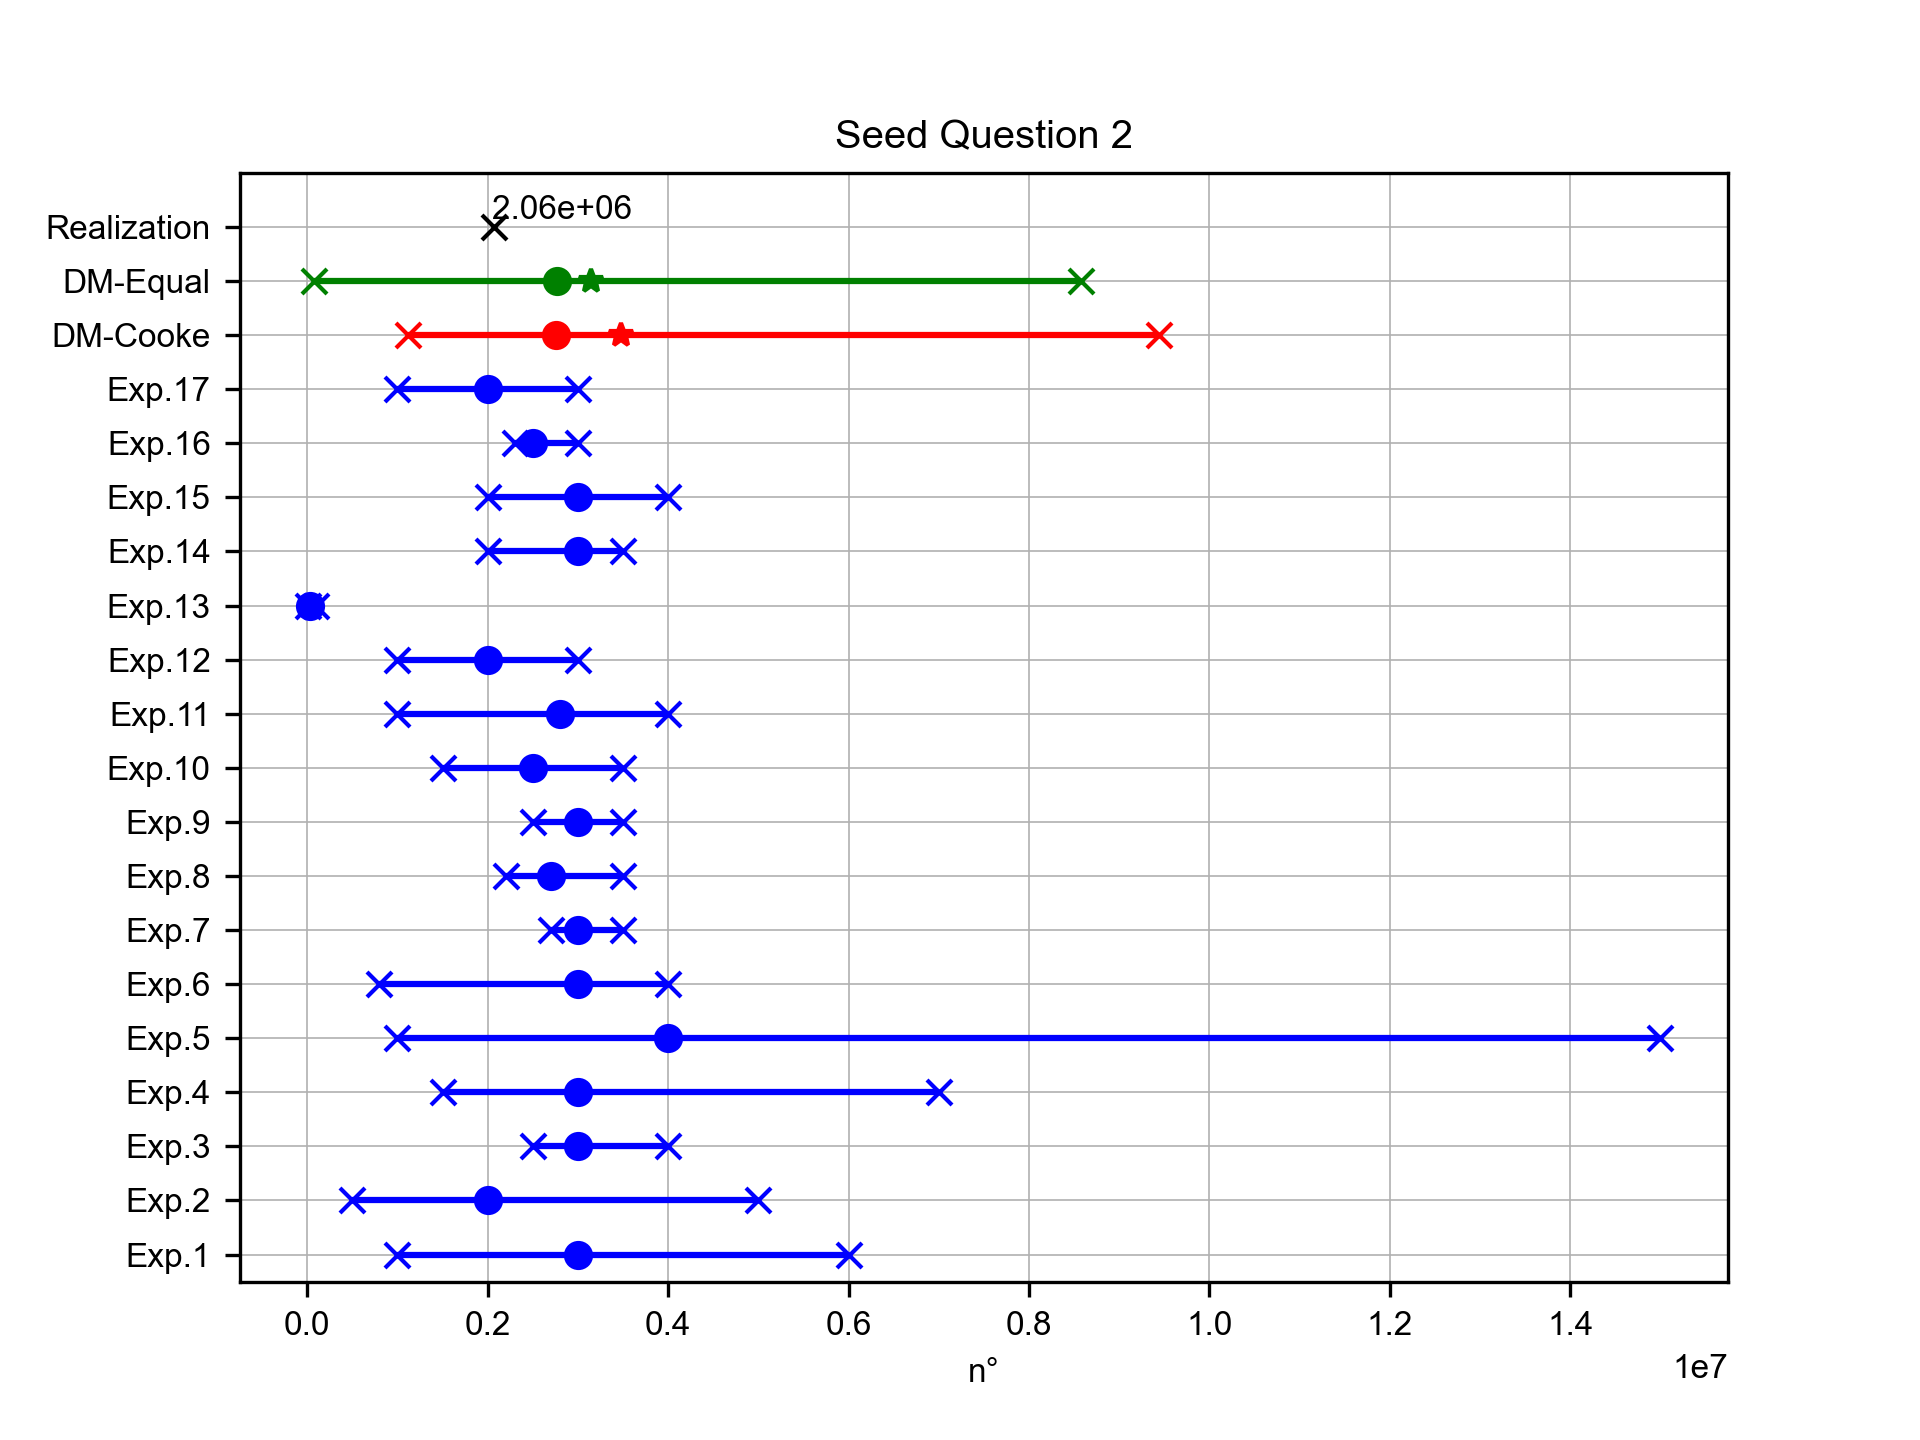 Seed Question 2
2.06e+06
Realization
DM-Equal
DM-Cooke
Exp.17
Exp.16
Exp.15
Exp.14
Exp.13
Exp.12
Exp.11
Exp.10
Exp.9
Exp.8
Exp.7
Exp.6
Exp.5
Exp.4
Exp.3
Exp.2
Exp.1
0.0 0.2 0.4 0.6 0.8 1.0 1.2 1.4
n°
1e7